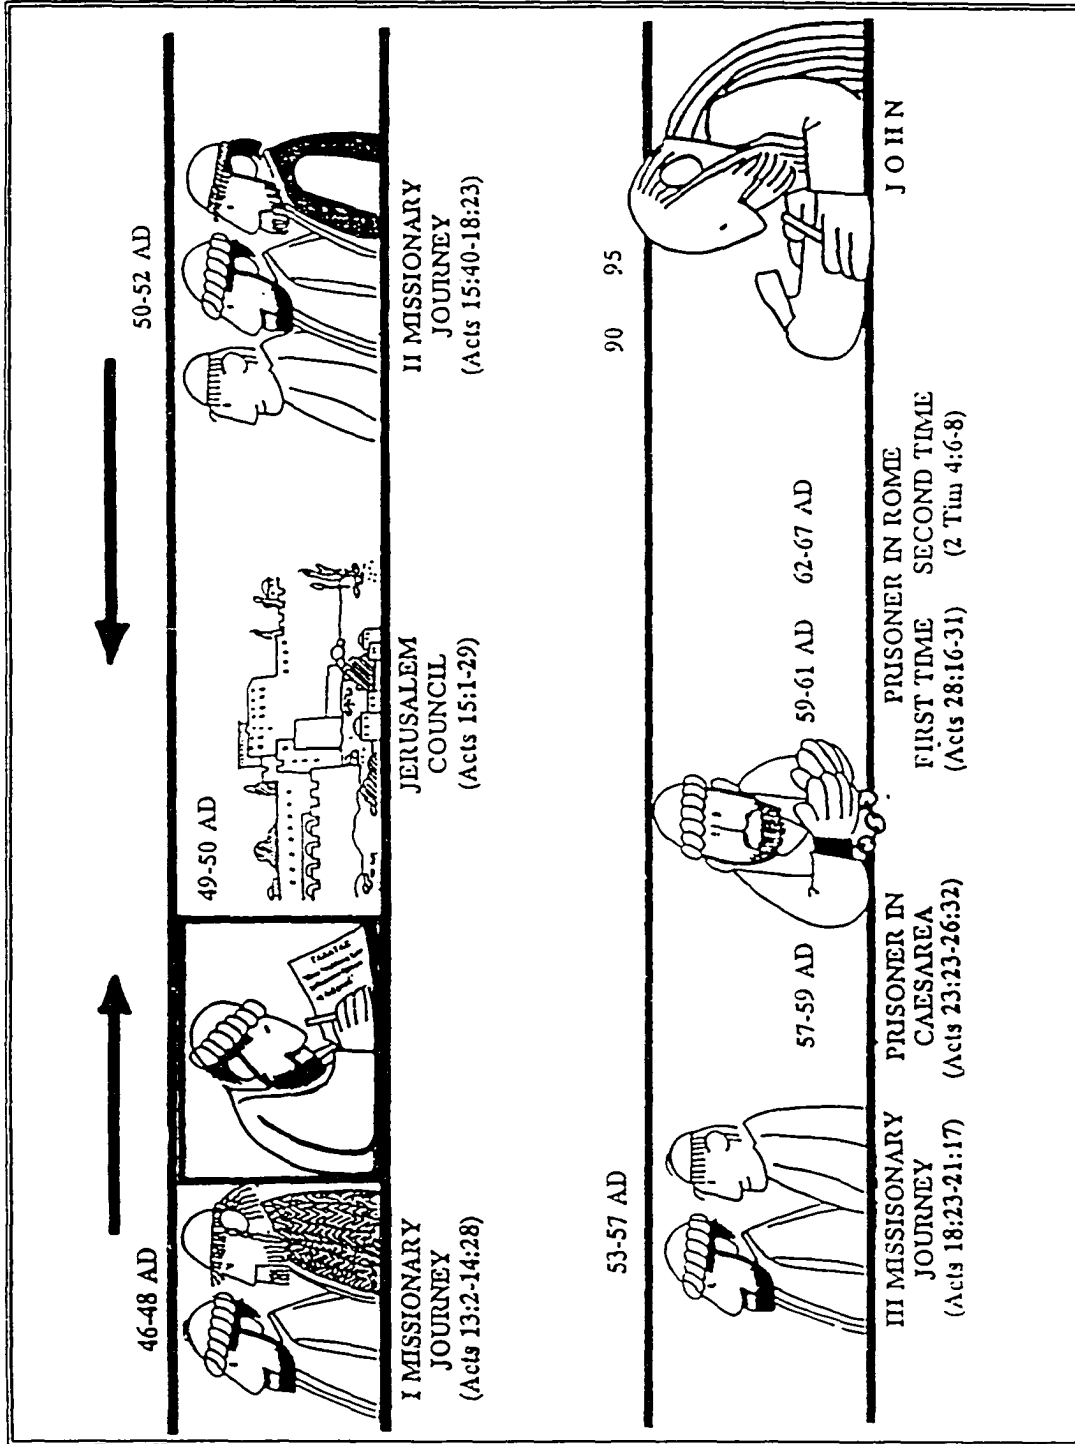 46-48 AD
49-50 AD
50-52 AD
ΓΑΛΑΤΑΣ
I MISSIONARY
JOURNEY
(Acts 13:2-14:28)
JERUSALEM
COUNCIL
(Acts 15:1-29)
II MISSIONARY
JOURNEY
(Acts 15:40-18:23)
53-57 AD
57-59 AD
59-61 AD
62-67 AD
90
95
III MISSIONARY
JOURNEY
(Acts 18:23-21:17)
PRISONER IN
CAESAREA
(Acts 23:23-26:32)
PRISONER IN ROME
FIRST TIME SECOND TIME
(Acts 28:16-31) (2 Tim 4:6-8)
JOHN